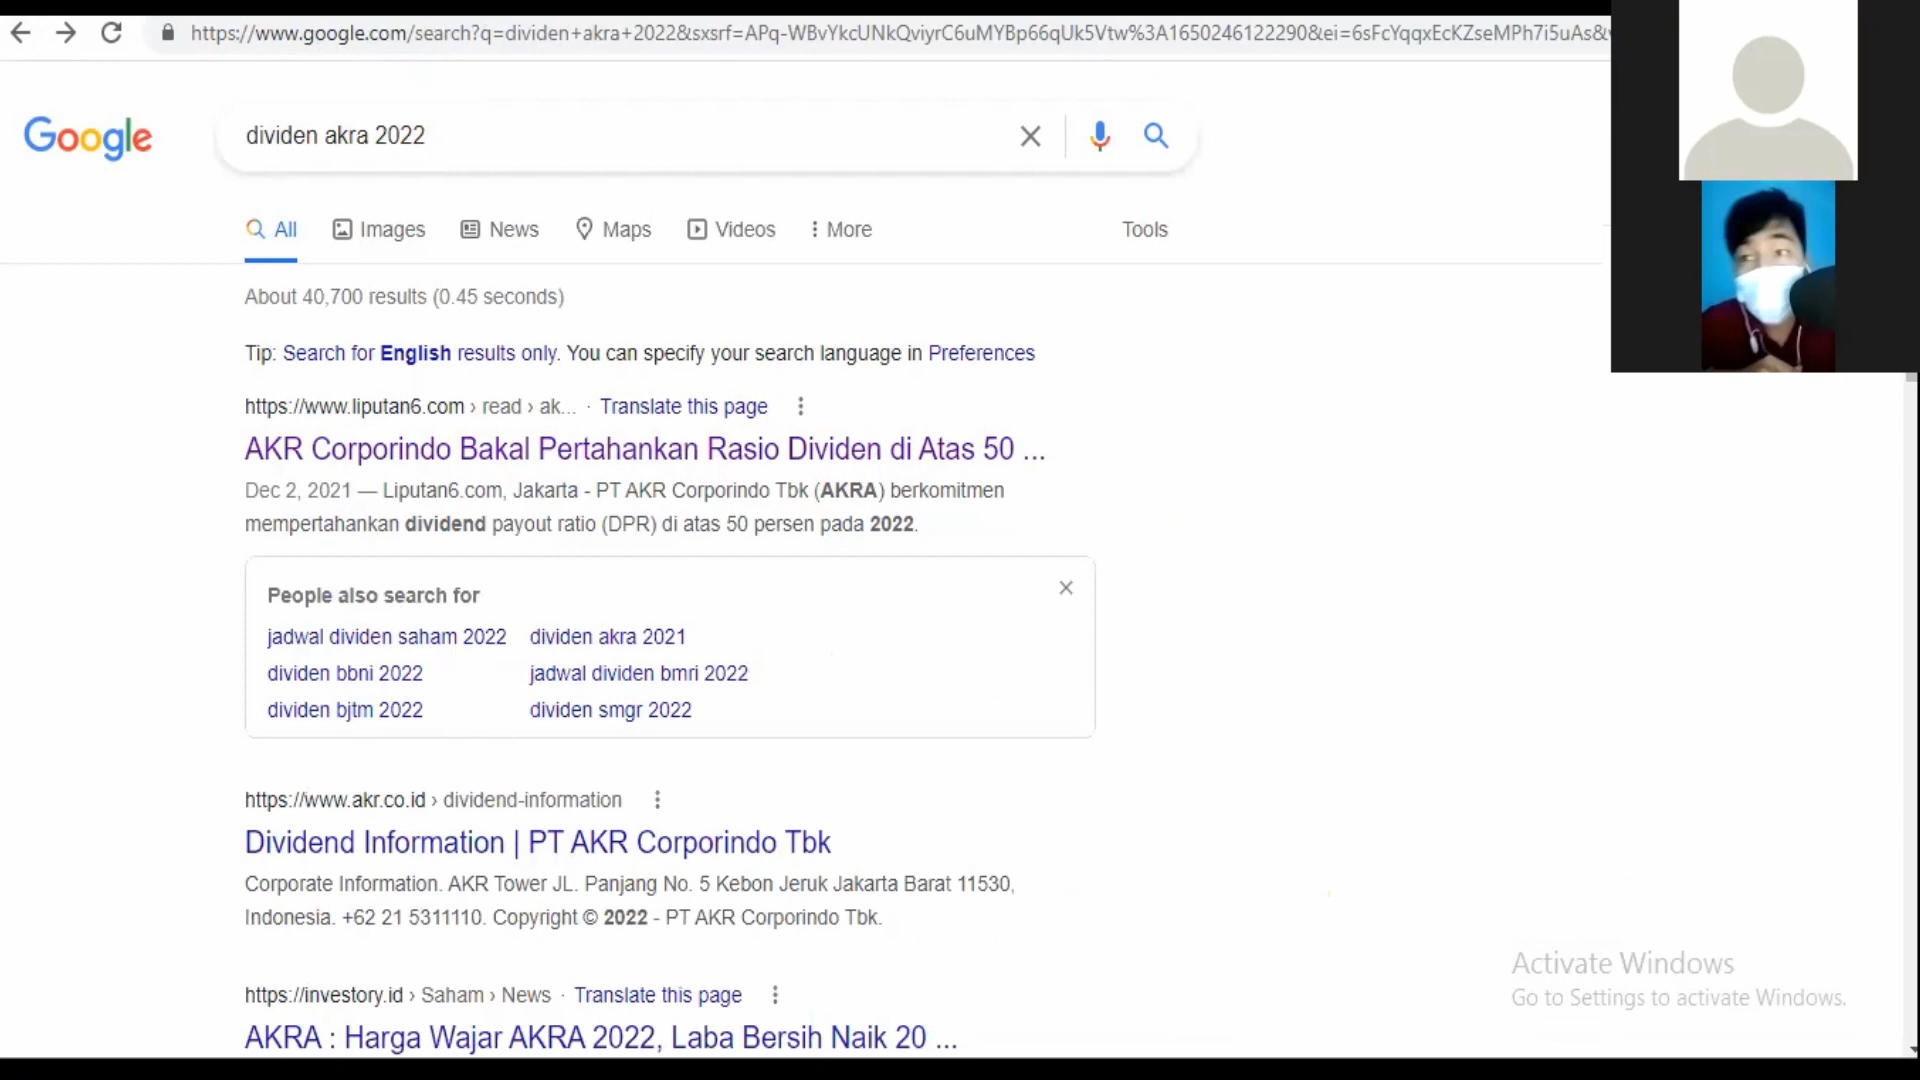 https://www.google.com/search?q=dividen+akra+2022&sxsrf=APq-WBvYkcUNkQviyrC6uMYBp66qUk5Vtw%3A1650246122290&ei=6sFcYqqxEcKZseMPh7i5uAs&
Google
dividen akra 2022
All Images News Maps Videos More Tools
About 40,700 results (0.45 seconds)
Tip: Search for English results only. You can specify your search language in Preferences
https://www.liputan6.com › read › ak... · Translate this page
AKR Corporindo Bakal Pertahankan Rasio Dividen di Atas 50 ...
Dec 2, 2021 — Liputan6.com, Jakarta - PT AKR Corporindo Tbk (AKRA) berkomitmen
mempertahankan dividend payout ratio (DPR) di atas 50 persen pada 2022.
People also search for
jadwal dividen saham 2022 dividen akra 2021
dividen bbni 2022 jadwal dividen bmri 2022
dividen bjtm 2022 dividen smgr 2022
https://www.akr.co.id › dividend-information
Dividend Information | PT AKR Corporindo Tbk
Corporate Information. AKR Tower JL. Panjang No. 5 Kebon Jeruk Jakarta Barat 11530,
Indonesia. +62 21 5311110. Copyright © 2022 - PT AKR Corporindo Tbk.
https://investory.id › Saham › News · Translate this page
AKRA : Harga Wajar AKRA 2022, Laba Bersih Naik 20 ...
Activate Windows
Go to Settings to activate Windows.